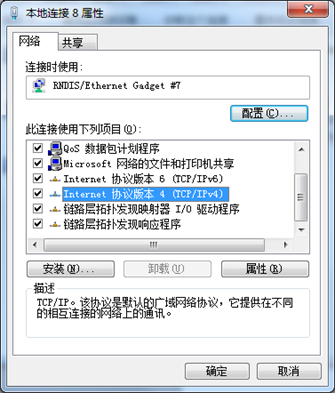 本地连接 8 属性
网络 共享
连接时使用:
RNDIS/Ethernet Gadget #7
配置(C)...
此连接使用下列项目(O):
QoS 数据包计划程序
Microsoft 网络的文件和打印机共享
Internet 协议版本 6 (TCP/IPv6)
Internet 协议版本 4 (TCP/IPv4)
链路层拓扑发现映射器 I/O 驱动程序
链路层拓扑发现响应程序
安装(N)... 卸载(U) 属性(R)
描述
TCP/IP。该协议是默认的广域网络协议，它提供在不同
的相互连接的网络上的通讯。
确定 取消